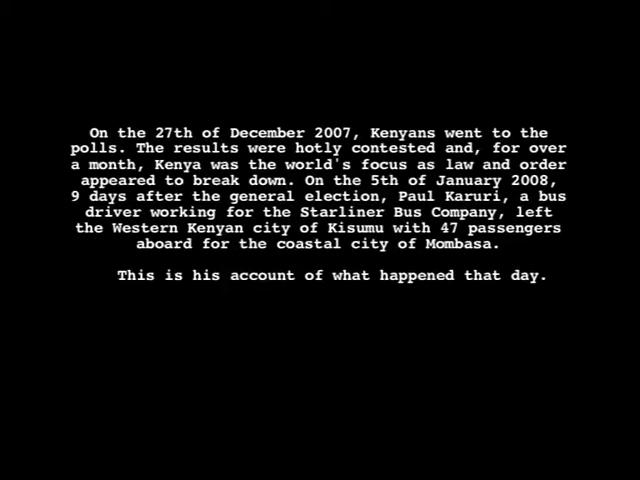 On the 27th of December 2007, Kenyans went to the
polls. The results were hotly contested and, for over
a month, Kenya was the world's focus as law and order
appeared to break down. On the 5th of January 2008,
9 days after the general election, Paul Karuri, a bus
driver working for the Starliner Bus Company, left
the Western Kenyan city of Kisumu with 47 passengers
aboard for the coastal city of Mombasa.
This is his account of what happened that day.